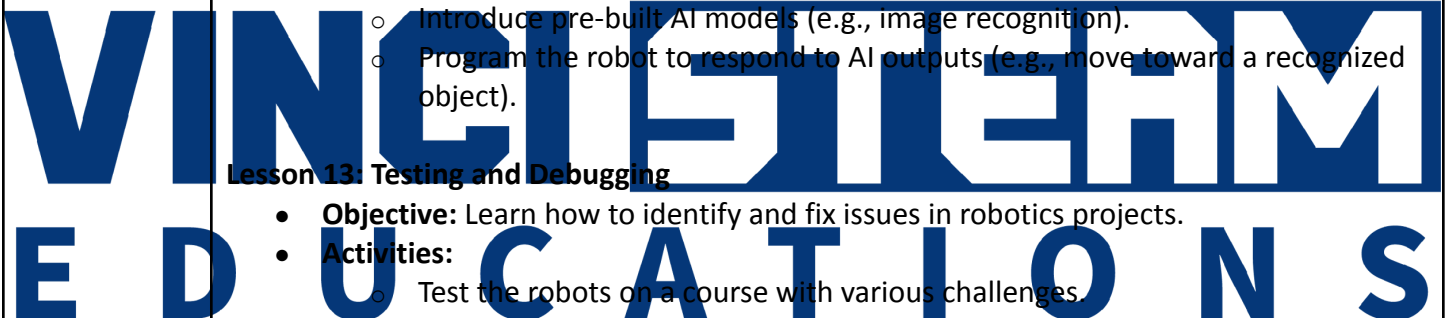 ○ Introduce pre-built AI models (e.g., image recognition).
○ Program the robot to respond to AI outputs (e.g., move toward a recognized
object).
VINCI STEAM
Lesson 13: Testing and Debugging
● Objective: Learn how to identify and fix issues in robotics projects.
● Activities:
○ Test the robots on a course with various challenges.
EDUCATIONS